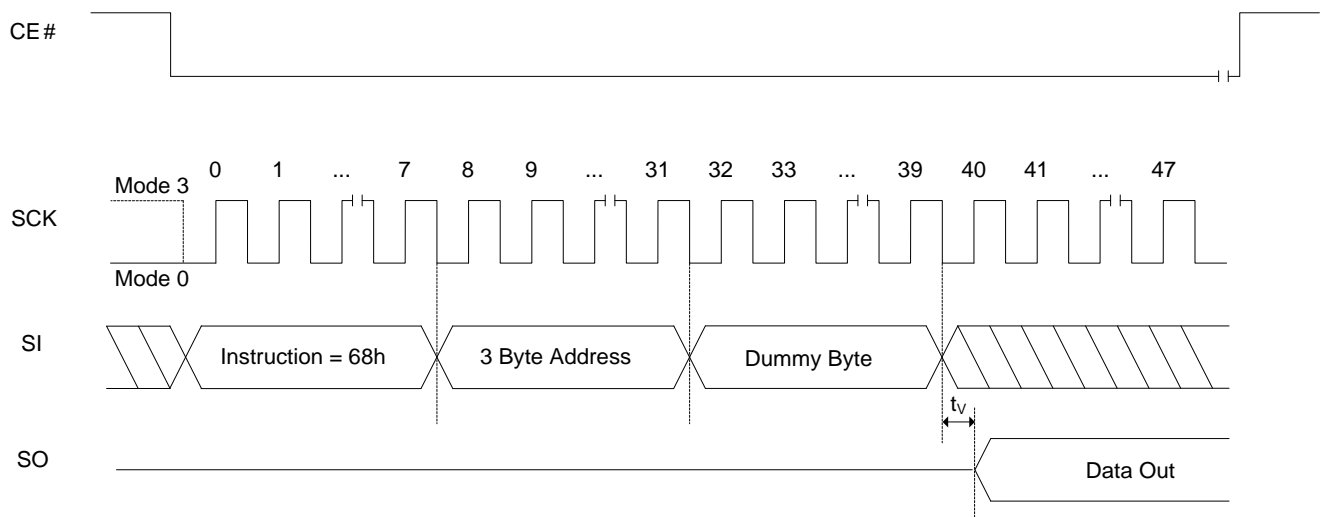 CE#
0 1 ... 7 8 9 ... 31 32 33 ... 39 40 41 ... 47
Mode 3
SCK
Mode 0
SI
Instruction = 68h
3 Byte Address
Dummy Byte
tV
SO
Data Out